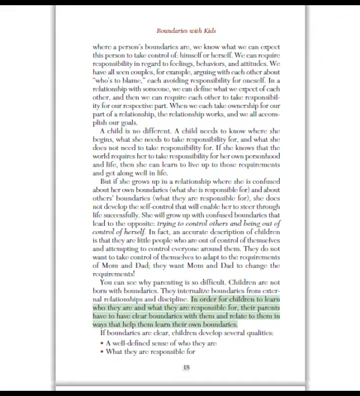 Boundaries with Kids
where a person's boundaries are, we know what we can expect
this person to take control of: himself or herself. We can require
responsibility in regard to feelings, behaviors, and attitudes. We
have all seen couples, for example, arguing with each other about
"who's to blame," each avoiding responsibility for oneself. In a
relationship with someone, we can define what we expect of each
other, and then we can require each other to take responsibil-
ity for our respective part. When we each take ownership for our
part of a relationship, the relationship works, and we all accom-
plish our goals.
A child is no different. A child needs to know where she
begins, what she needs to take responsibility for, and what she
does not need to take responsibility for. If she knows that the
world requires her to take responsibility for her own personhood
and life, then she can learn to live up to those requirements
and get along well in life.
But if she grows up in a relationship where she is confused
about her own boundaries (what she is responsible for) and about
others' boundaries (what they are responsible for), she does
not develop the self-control that will enable her to steer through
life successfully. She will grow up with confused boundaries that
lead to the opposite: trying to control others and being out of
control of herself. In fact, an accurate description of children
is that they are little people who are out of control of themselves
and attempting to control everyone around them. They do not
want to take control of themselves to adapt to the requirements
of Mom and Dad; they want Mom and Dad to change the
requirements!
You can see why parenting is so difficult. Children are not
born with boundaries. They internalize boundaries from exter-
nal relationships and discipline. In order for children to learn
who they are and what they are responsible for, their parents
have to have clear boundaries with them and relate to them in
ways that help them learn their own boundaries.
If boundaries are clear, children develop several qualities:
• A well-defined sense of who they are
• What they are responsible for